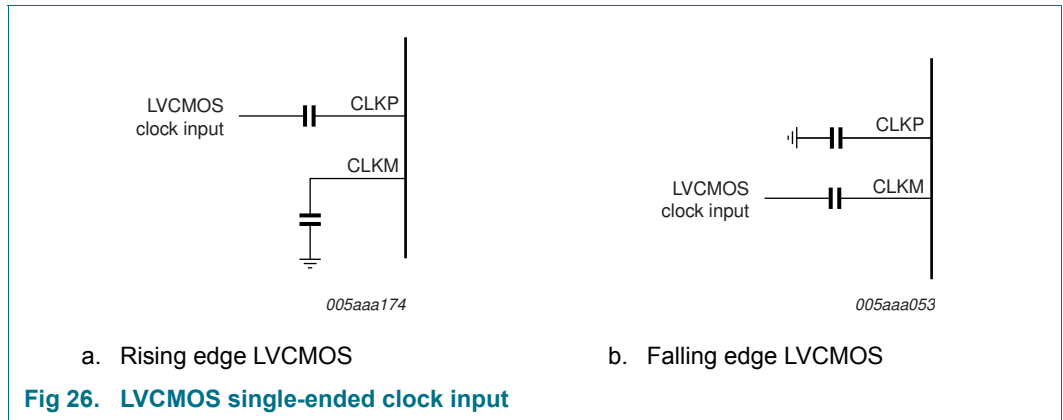 LVCMOS
clock input
CLKP
CLKM
005aaa174
a. Rising edge LVCMOS
CLKP
LVCMOS
clock input
CLKM
005aaa053
b. Falling edge LVCMOS
Fig 26. LVCMOS single-ended clock input